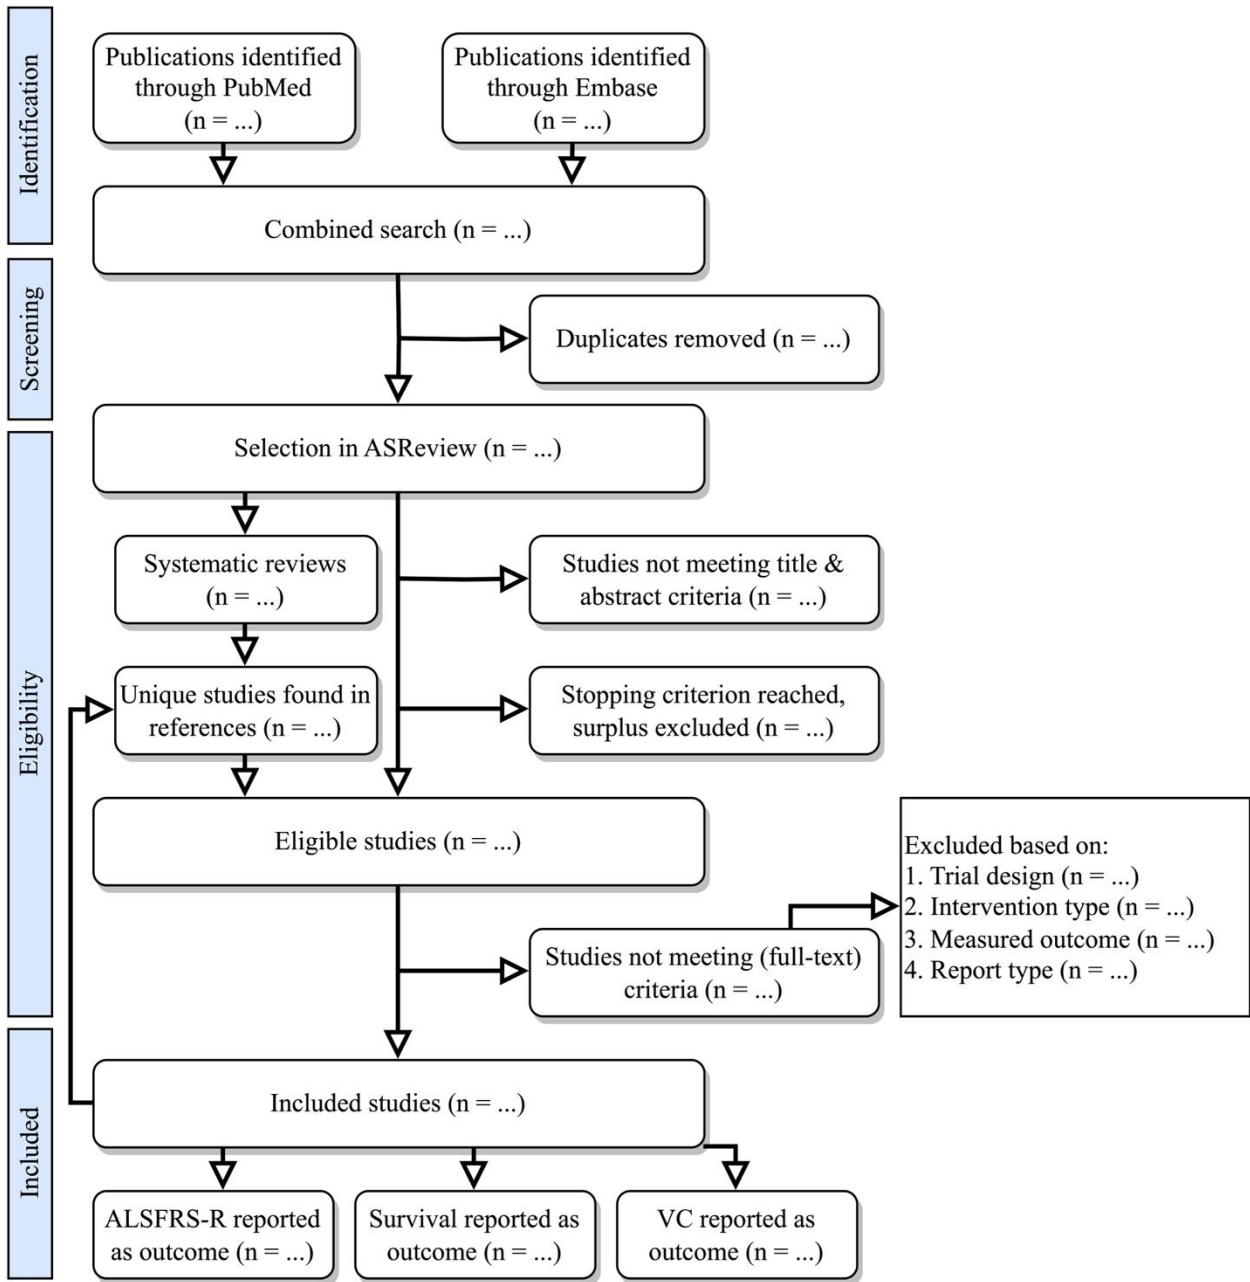 Identification
Publications identified
through PubMed
(n = ...)
Publications identified
through Embase
(n = ...)
Combined search (n = ...)
Screening
Duplicates removed (n = ...)
Eligibility
Selection in ASReview (n = ...)
Systematic reviews
(n = ...)
Studies not meeting title &
abstract criteria (n = ...)
Unique studies found in
references (n = ...)
Stopping criterion reached,
surplus excluded (n = ...)
Eligible studies (n = ...)
Studies not meeting (full-text)
criteria (n = ...)
Excluded based on:
1. Trial design (n = ...)
2. Intervention type (n = ...)
3. Measured outcome (n = ...)
4. Report type (n = ...)
Included
Included studies (n = ...)
ALSFRS-R reported
as outcome (n = ...)
Survival reported as
outcome (n = ...)
VC reported as
outcome (n = ...)